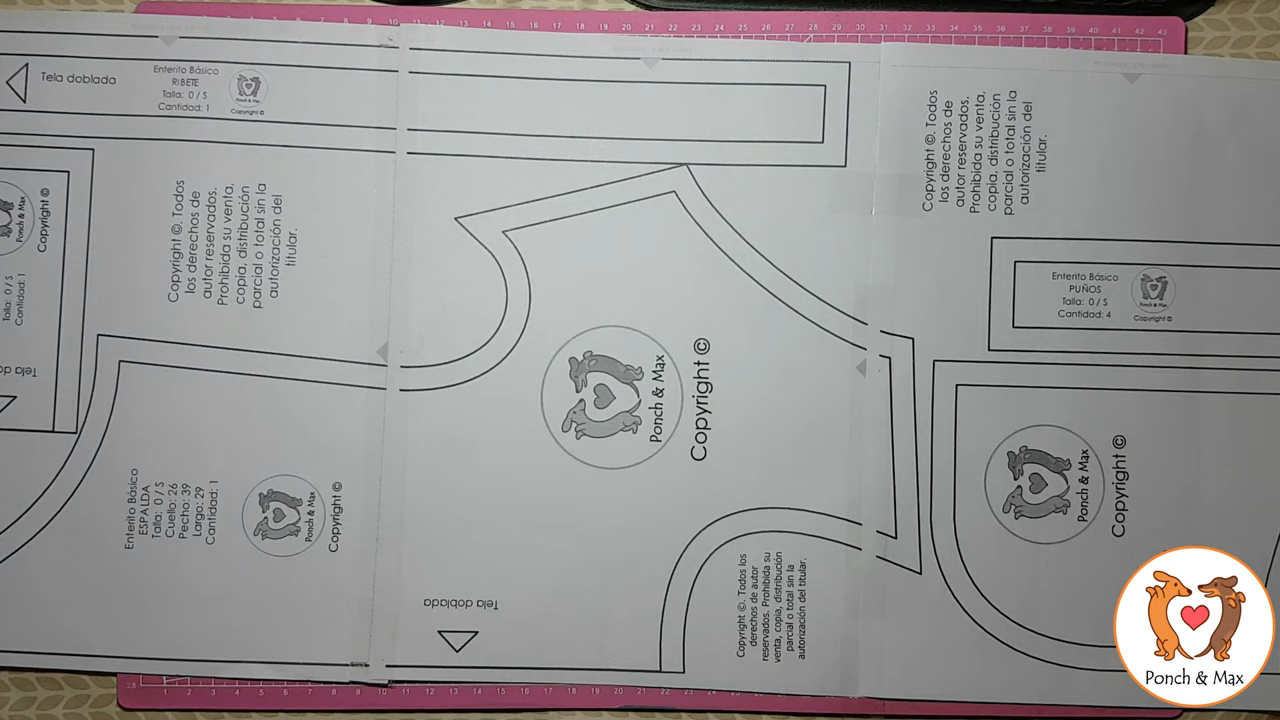 Tela doblada
Enterito Básico
RIBETE
Talla: 0 / S
Cantidad: 1
Ponch & Max
Copyright ©
Ponch & Max
Copyright ©
Talla: 0 / S
Cantidad: 1
Copyright ©. Todos
los derechos de
autor reservados.
Prohibida su venta,
copia, distribución
parcial o total sin la
autorización del
titular.
Enterito Básico
ESPALDA
Talla: 0 / S
Cuello: 26
Pecho: 39
Largo: 29
Cantidad: 1
Ponch & Max
Copyright ©
Ponch & Max
Copyright ©
Tela doblada
Copyright ©. Todos los
derechos de autor
reservados. Prohibida su
venta, copia, distribución
parcial o total sin la
autorización del titular.
Copyright ©. Todos
los derechos de
autor reservados.
Prohibida su venta,
copia, distribución
parcial o total sin la
autorización del
titular.
Enterito Básico
PUÑOS
Talla: 0 / S
Cantidad: 4
Copyright ©
Ponch & Max
Copyright ©
Ponch & Max